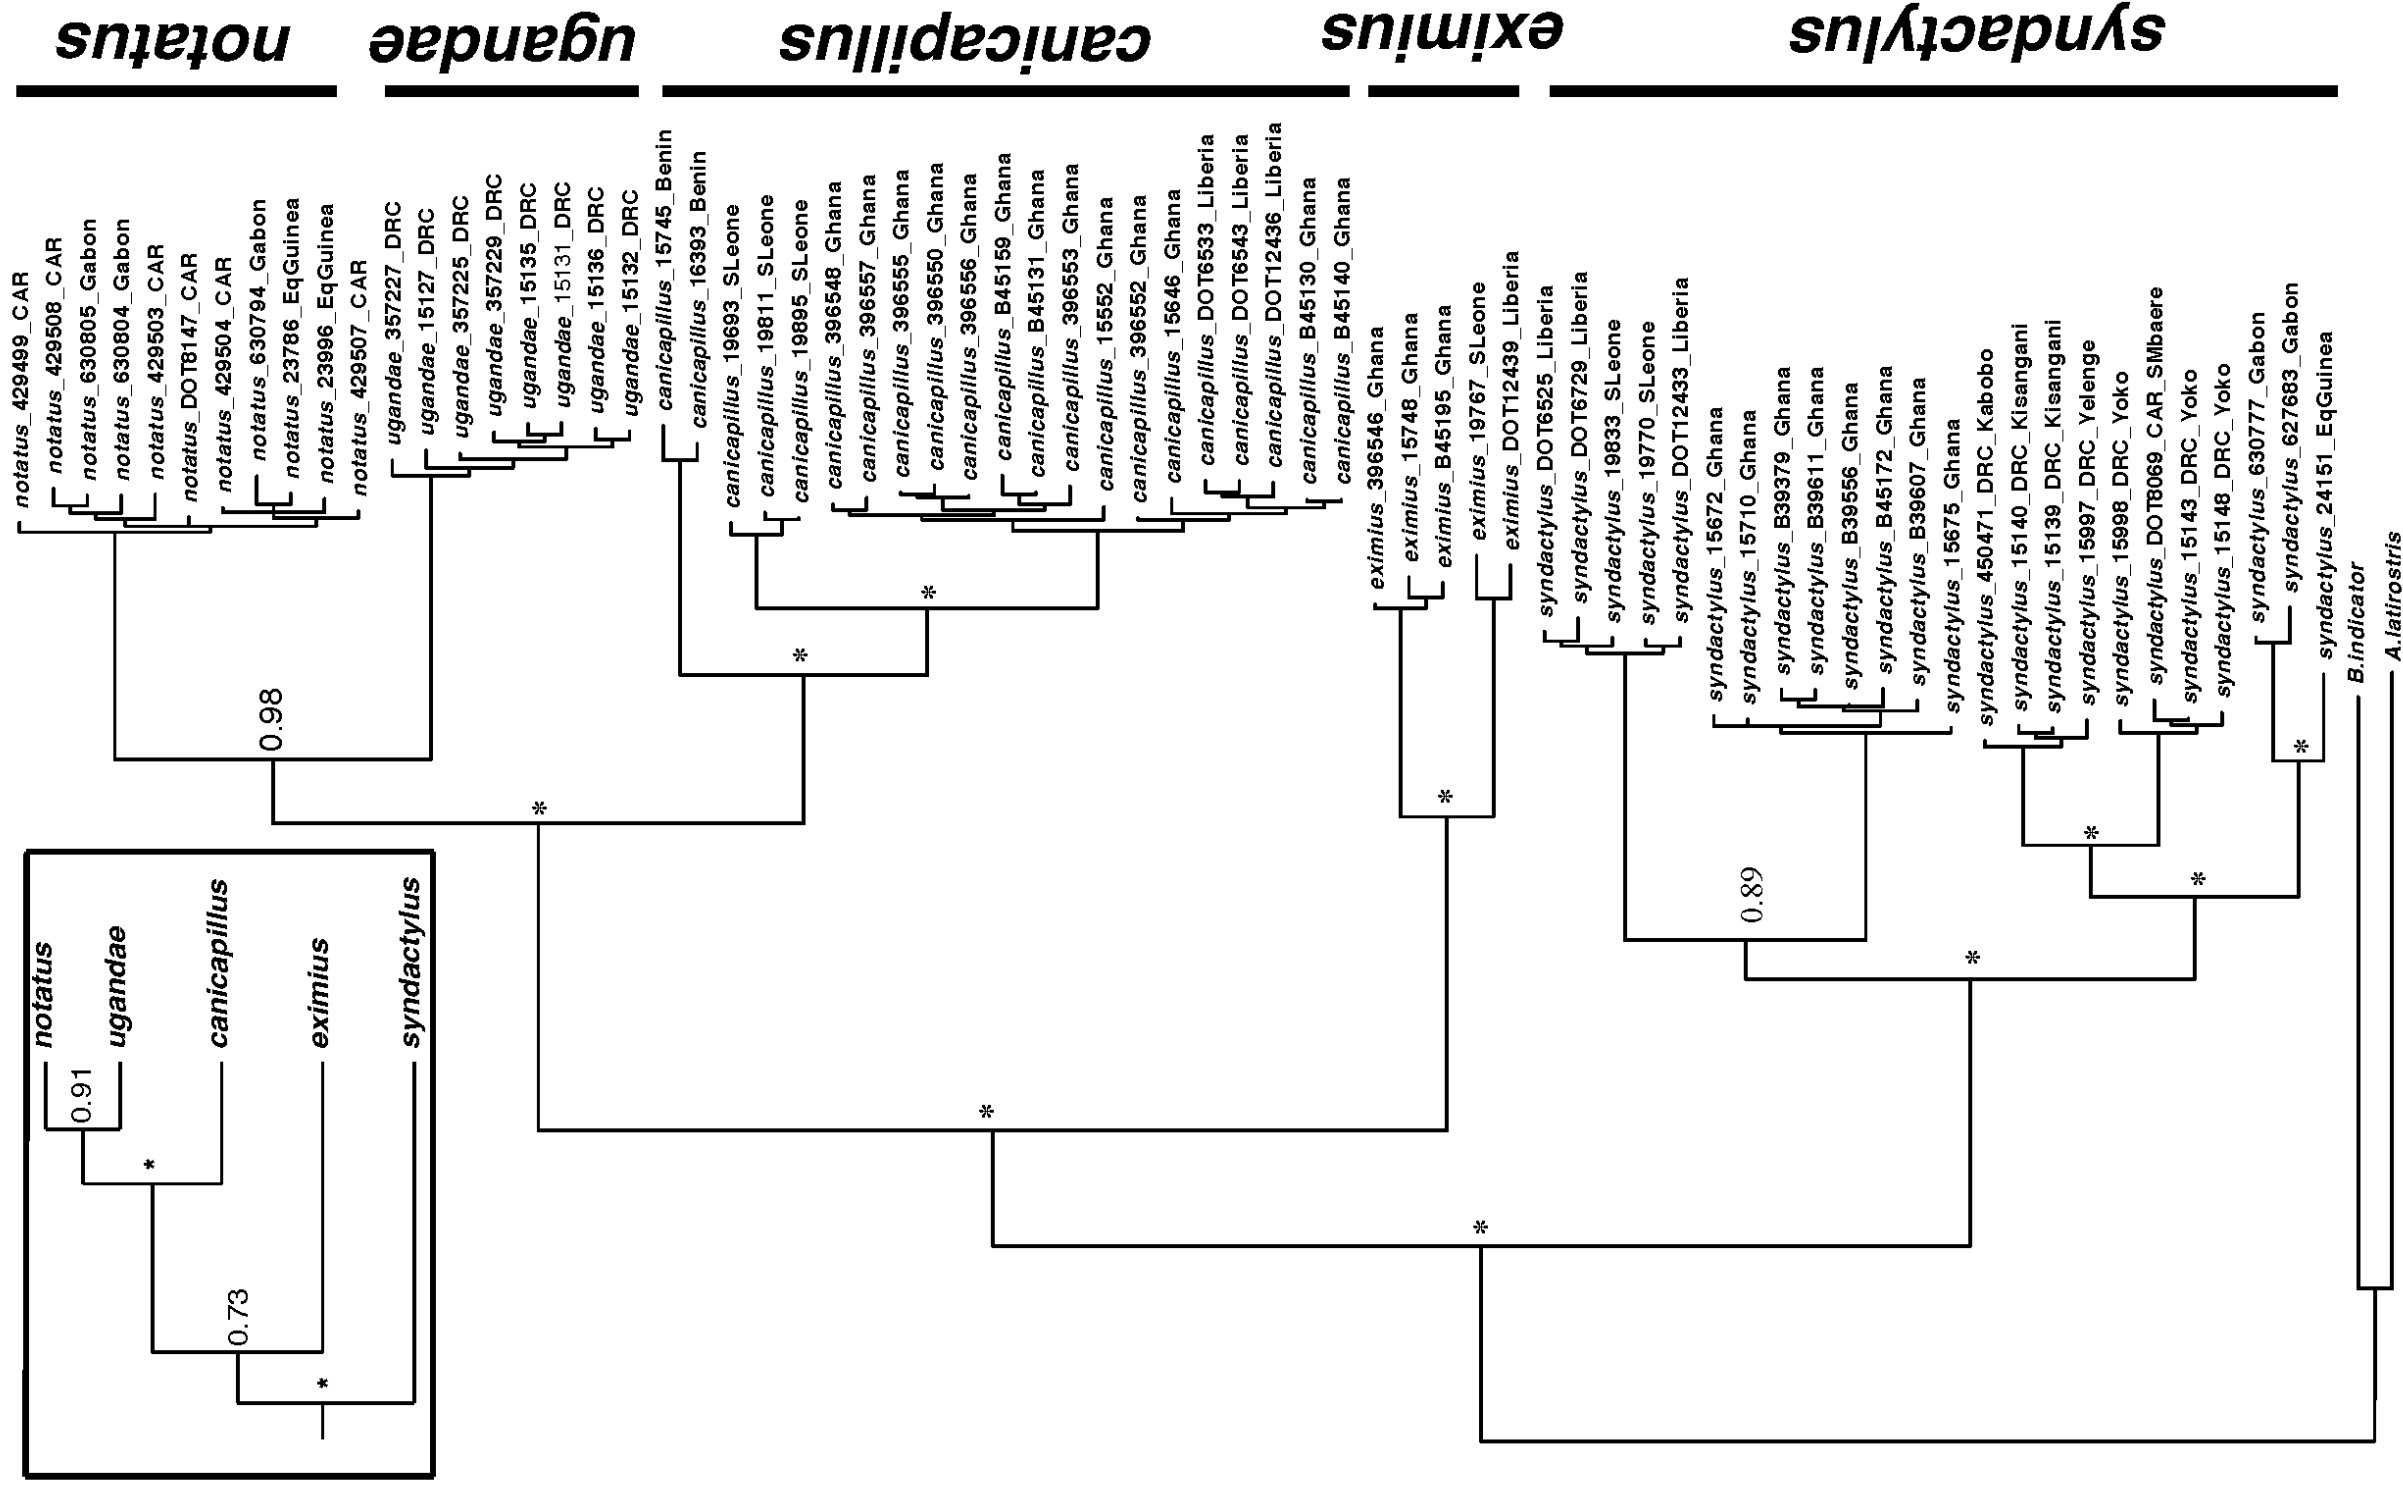 notatus
ugandae
canicapillus
eximius
syndactylus
notatus_429499_CAR
notatus_429508_CAR
notatus_630805_Gabon
notatus_630804_Gabon
notatus_429503_CAR
notatus_DOT8147_CAR
notatus_429504_CAR
notatus_630794_Gabon
notatus_23786_EqGuinea
notatus_23996_EqGuinea
notatus_429507_CAR
ugandae_357227_DRC
ugandae_15127_DRC
ugandae_357225_DRC
ugandae_357229_DRC
ugandae_15135_DRC
ugandae_15131_DRC
ugandae_15136_DRC
ugandae_15132_DRC
canicapillus_15745_Benin
canicapillus_16393_Benin
canicapillus_19693_SLeone
canicapillus_19811_SLeone
canicapillus_19895_SLeone
canicapillus_396548_Ghana
canicapillus_396557_Ghana
canicapillus_396555_Ghana
canicapillus_396550_Ghana
canicapillus_396556_Ghana
canicapillus_B45159_Ghana
canicapillus_B45131_Ghana
canicapillus_396553_Ghana
canicapillus_15552_Ghana
canicapillus_396552_Ghana
canicapillus_15646_Ghana
canicapillus_DOT6533_Liberia
canicapillus_DOT6543_Liberia
canicapillus_DOT12436_Liberia
canicapillus_B45130_Ghana
canicapillus_B45140_Ghana
eximius_396546_Ghana
eximius_15748_Ghana
eximius_B45195_Ghana
eximius_19767_SLeone
eximius_DOT12439_Liberia
syndactylus_DOT6525_Liberia
syndactylus_DOT6729_Liberia
syndactylus_19833_SLeone
syndactylus_19770_SLeone
syndactylus_DOT12433_Liberia
syndactylus_15672_Ghana
syndactylus_15710_Ghana
syndactylus_B39379_Ghana
syndactylus_B39611_Ghana
syndactylus_B39556_Ghana
syndactylus_B45172_Ghana
syndactylus_B39607_Ghana
syndactylus_15675_Ghana
syndactylus_450471_DRC_Kabobo
syndactylus_15140_DRC_Kisangani
syndactylus_15139_DRC_Kisangani
syndactylus_15997_DRC_Yelenge
syndactylus_15998_DRC_Yoko
syndactylus_DOT8069_CAR_SMbaere
syndactylus_15143_DRC_Yoko
syndactylus_15148_DRC_Yoko
syndactylus_630777_Gabon
syndactylus_627683_Gabon
syndactylus_24151_EqGuinea
B.indicator
A.latirostris
0.98
*
*
*
*
*
*
0.89
*
*
*
*
*
notatus
ugandae
canicapillus
eximius
syndactylus
0.91
*
0.73
*